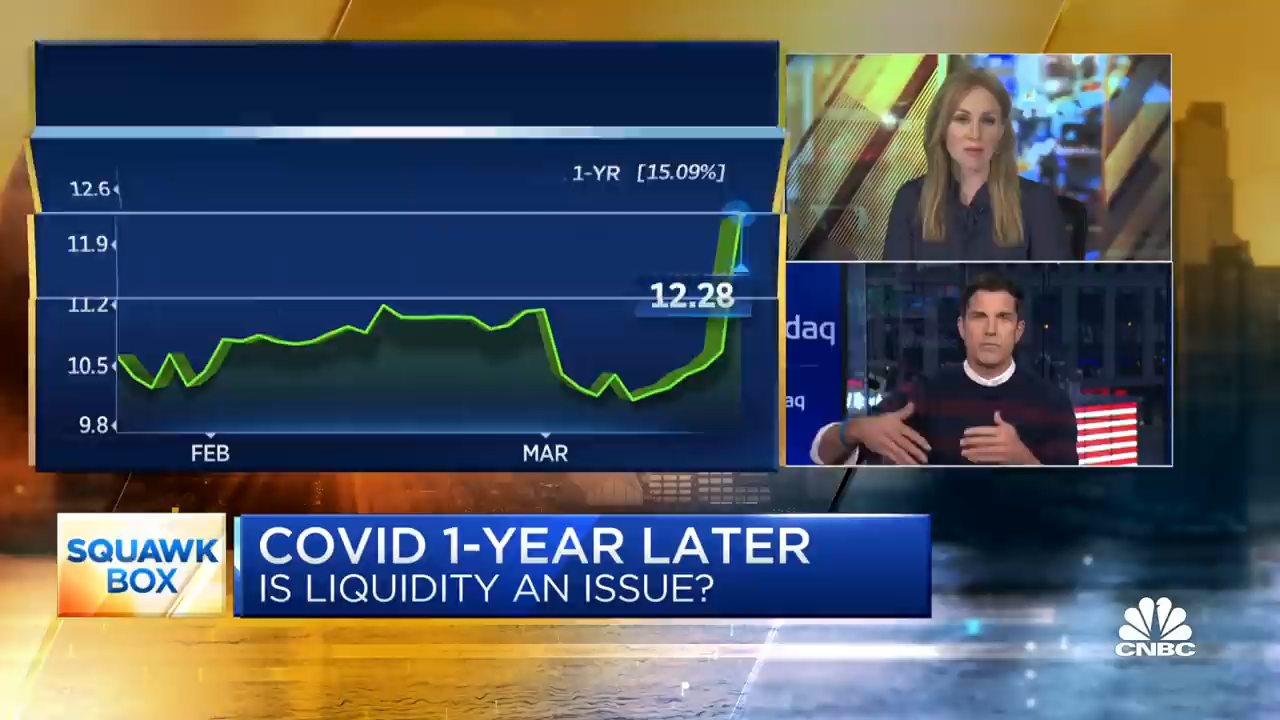 1-YR [15.09%]
12.6
11.9
11.2
10.5
9.8
12.28
FEB
MAR
daq
aq
SQUAWK
BOX
COVID 1-YEAR LATER
IS LIQUIDITY AN ISSUE?
CNBC